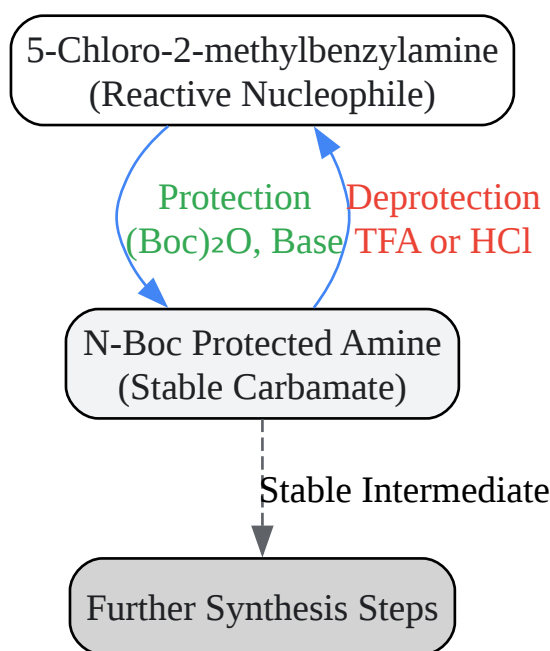 5-Chloro-2-methylbenzylamine
(Reactive Nucleophile)
Protection
(Boc)₂O, Base
Deprotection
TFA or HCl
N-Boc Protected Amine
(Stable Carbamate)
Stable Intermediate
Further Synthesis Steps